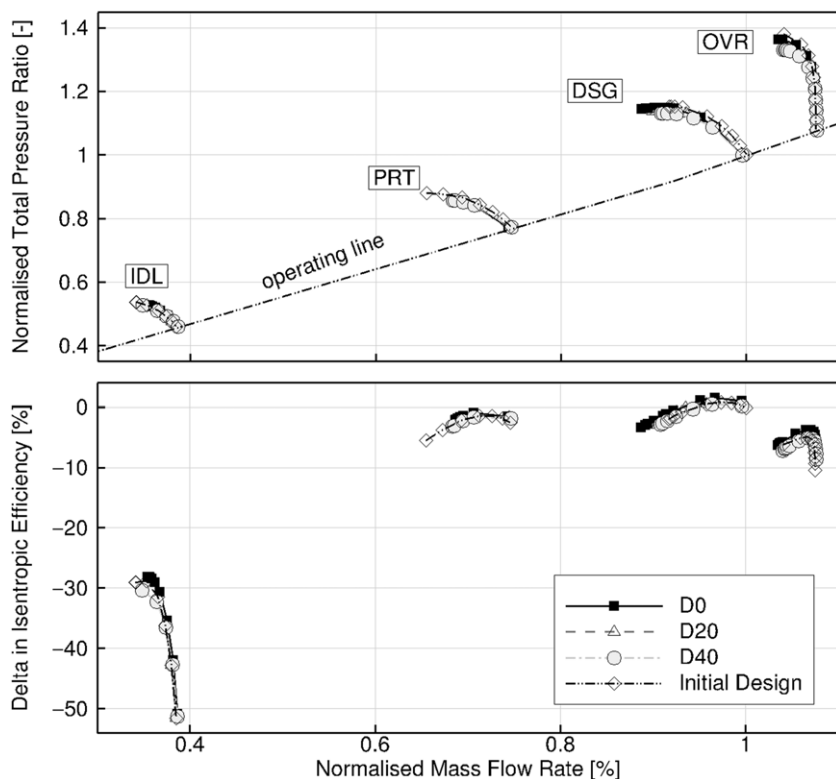 Normalised Total Pressure Ratio [-]
1.4
1.2
1
0.8
0.6
0.4
OVR
DSG
PRT
IDL
operating line
Delta in Isentropic Efficiency [%]
0
−10
−20
−30
−40
−50
D0
D20
D40
Initial Design
0.4
0.6
0.8
1
Normalised Mass Flow Rate [%]